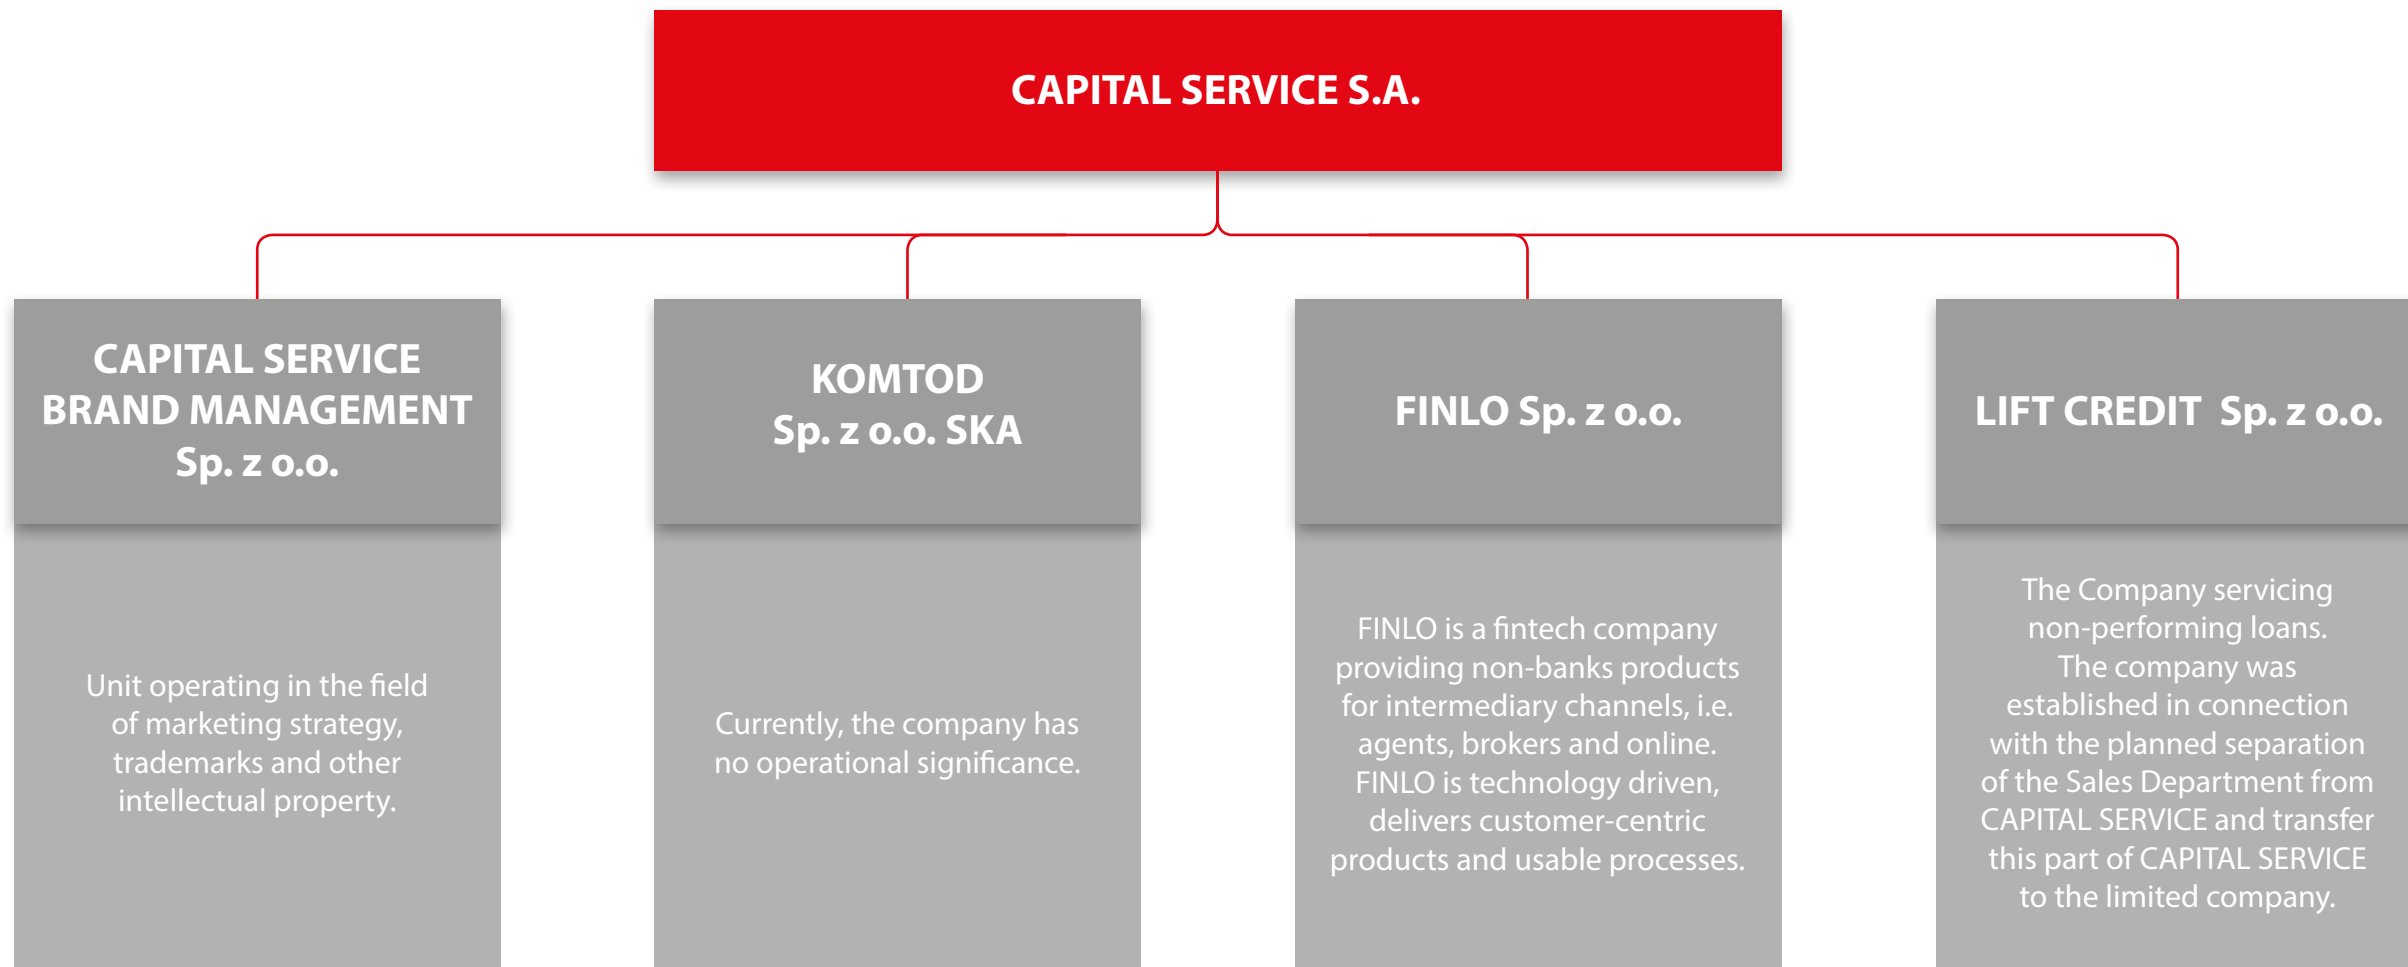 CAPITAL SERVICE S.A.
CAPITAL SERVICE
BRAND MANAGEMENT
Sp. z o.o.
Unit operating in the field
of marketing strategy,
trademarks and other
intellectual property.
KOMTOD
Sp. z o.o. SKA
Currently, the company has
no operational significance.
FINLO Sp. z o.o.
FINLO is a fintech company
providing non-banks products
for intermediary channels, i.e.
agents, brokers and online.
FINLO is technology driven,
delivers customer-centric
products and usable processes.
LIFT CREDIT  Sp. z o.o.
The Company servicing
non-performing loans.
The company was
established in connection
with the planned separation
of the Sales Department from
CAPITAL SERVICE and transfer
this part of CAPITAL SERVICE
to the limited company.